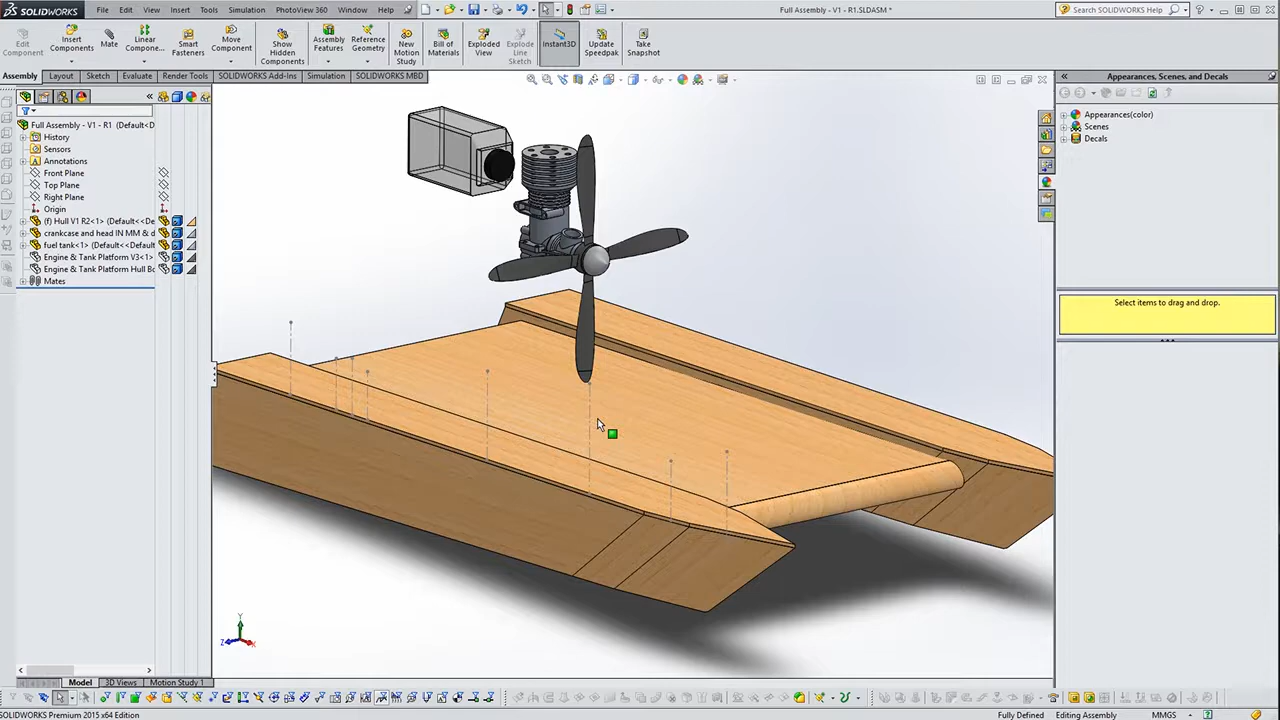 SOLIDWORKS File Edit View Insert Tools Simulation PhotoView 360 Window Help Full Assembly - V1 - R1.SLDASM * Search SOLIDWORKS Help
Edit Component
Insert Components
Mate
Linear Compone...
Smart Fasteners
Move Component
Show Hidden Components
Assembly Features
Reference Geometry
New Motion Study
Bill of Materials
Exploded View
Explode Line Sketch
Instant3D
Update Speedpak
Take Snapshot
Assembly Layout Sketch Evaluate Render Tools SOLIDWORKS Add-Ins Simulation SOLIDWORKS MBD
Full Assembly - V1 - R1 (Default<D
History
Sensors
Annotations
Front Plane
Top Plane
Right Plane
Origin
(f) Hull V1 R2<1> (Default<<De
crankcase and head IN MM & d
fuel tank<1> (Default<<Default
Engine & Tank Platform V3<1>
Engine & Tank Platform Hull Bo
Mates
Appearances, Scenes, and Decals
Appearances(color)
Scenes
Decals
Select items to drag and drop.
Y
Z
X
Model 3D Views Motion Study 1
SOLIDWORKS Premium 2015 x64 Edition Fully Defined Editing Assembly MMGS